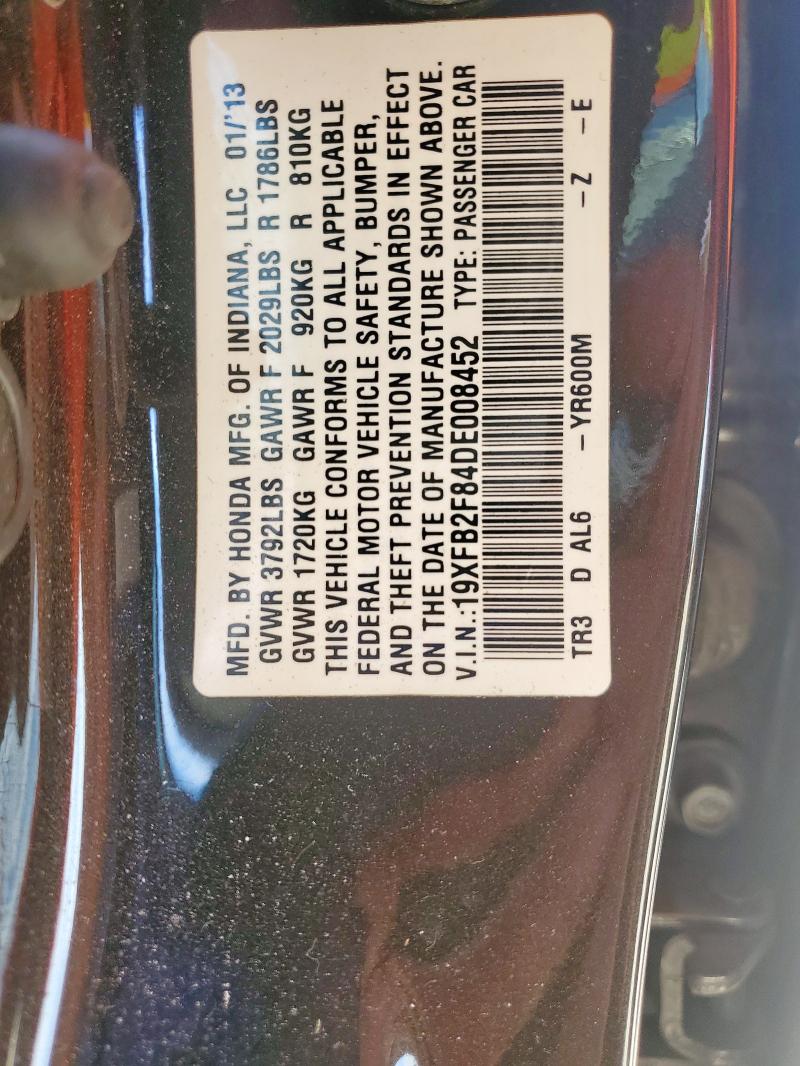 MFD. BY HONDA MFG. OF INDIANA, LLC 01/'13
GVWR 3792LBS GAWR F 2029LBS R 1786LBS
GVWR 1720KG GAWR F 920KG R 810KG
THIS VEHICLE CONFORMS TO ALL APPLICABLE
FEDERAL MOTOR VEHICLE SAFETY, BUMPER,
AND THEFT PREVENTION STANDARDS IN EFFECT
ON THE DATE OF MANUFACTURE SHOWN ABOVE.
V.I.N.:19XFB2F84DE008452 TYPE: PASSENGER CAR
TR3 D AL6 -YR600M -Z -E